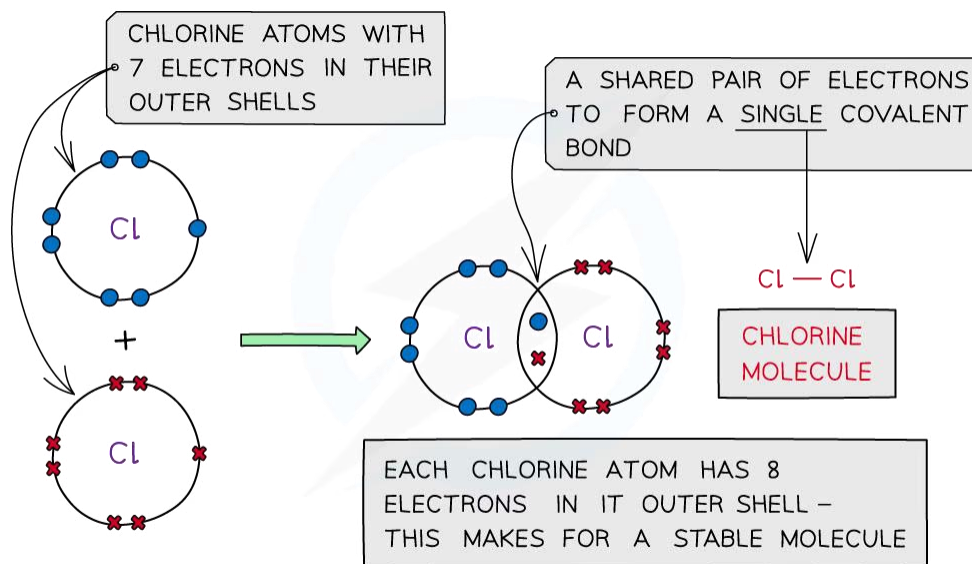 CHLORINE ATOMS WITH
7 ELECTRONS IN THEIR
OUTER SHELLS
A SHARED PAIR OF ELECTRONS
TO FORM A SINGLE COVALENT
BOND
Cl
+
Cl
Cl
Cl
Cl — Cl
CHLORINE
MOLECULE
EACH CHLORINE ATOM HAS 8
ELECTRONS IN IT OUTER SHELL –
THIS MAKES FOR A STABLE MOLECULE